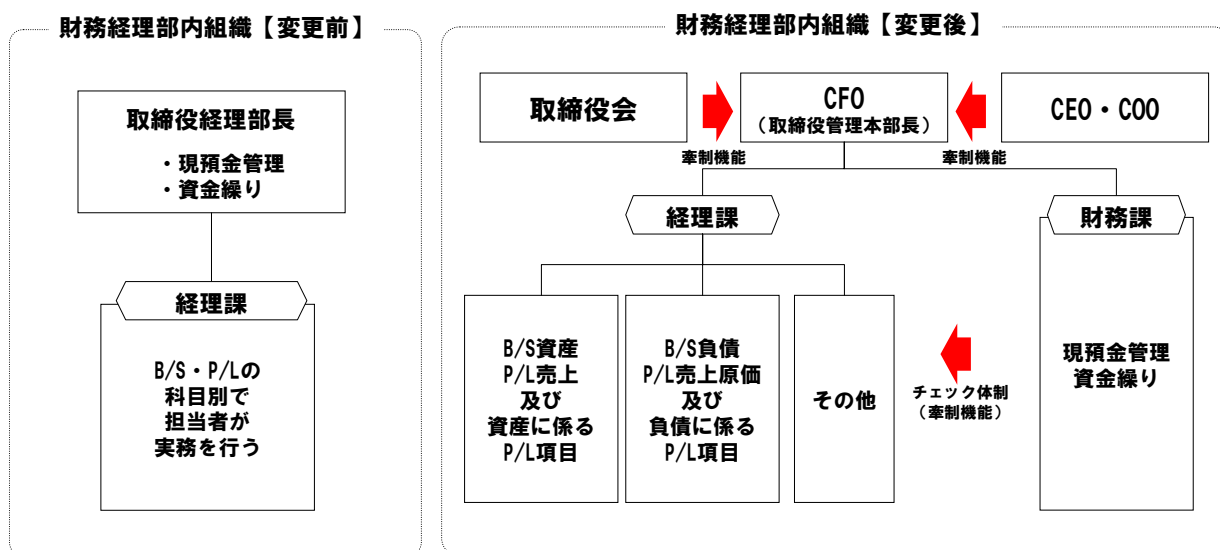 財務経理部内組織【変更前】
取締役経理部長
・現預金管理
・資金繰り
経理課
B/S・P/Lの
科目別で
担当者が
実務を行う
財務経理部内組織【変更後】
取締役会
CFO
（取締役管理本部長）
CEO・COO
牽制機能
牽制機能
経理課
財務課
B/S資産
P/L売上
及び
資産に係る
P/L項目
B/S負債
P/L売上原価
及び
負債に係る
P/L項目
その他
チェック体制
（牽制機能）
現預金管理
資金繰り